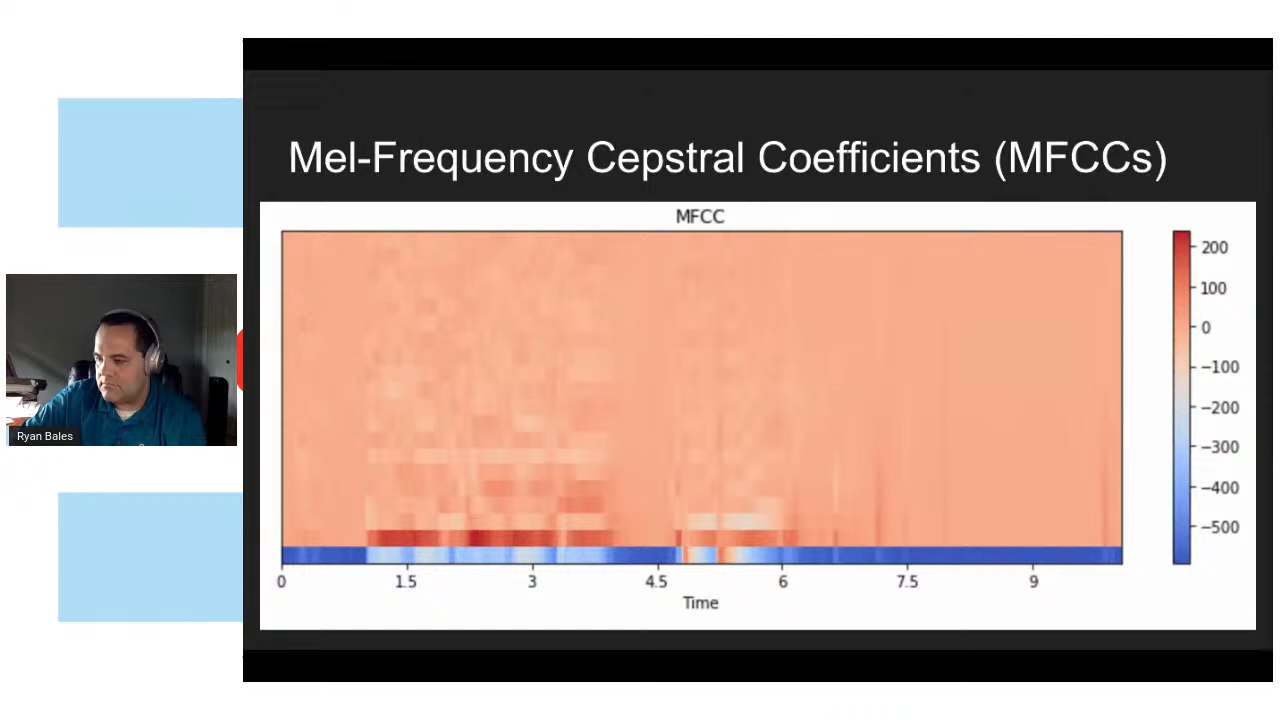 Mel-Frequency Cepstral Coefficients (MFCCs)
MFCC
200
100
0
−100
−200
−300
−400
−500
0 1.5 3 4.5 6 7.5 9
Time
Ryan Bales